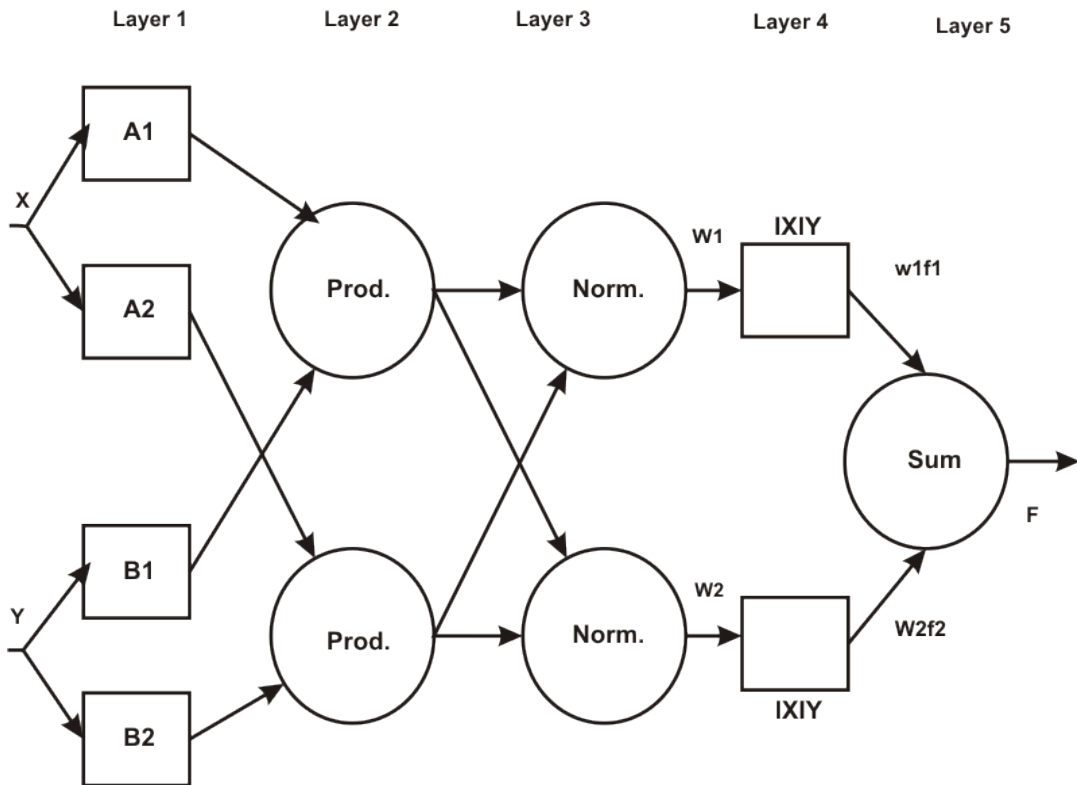 Layer 1
Layer 2
Layer 3
Layer 4
Layer 5
A1
X
A2
Prod.
Norm.
W1
IXIY
w1f1
B1
Y
B2
Prod.
Norm.
W2
IXIY
W2f2
Sum
F